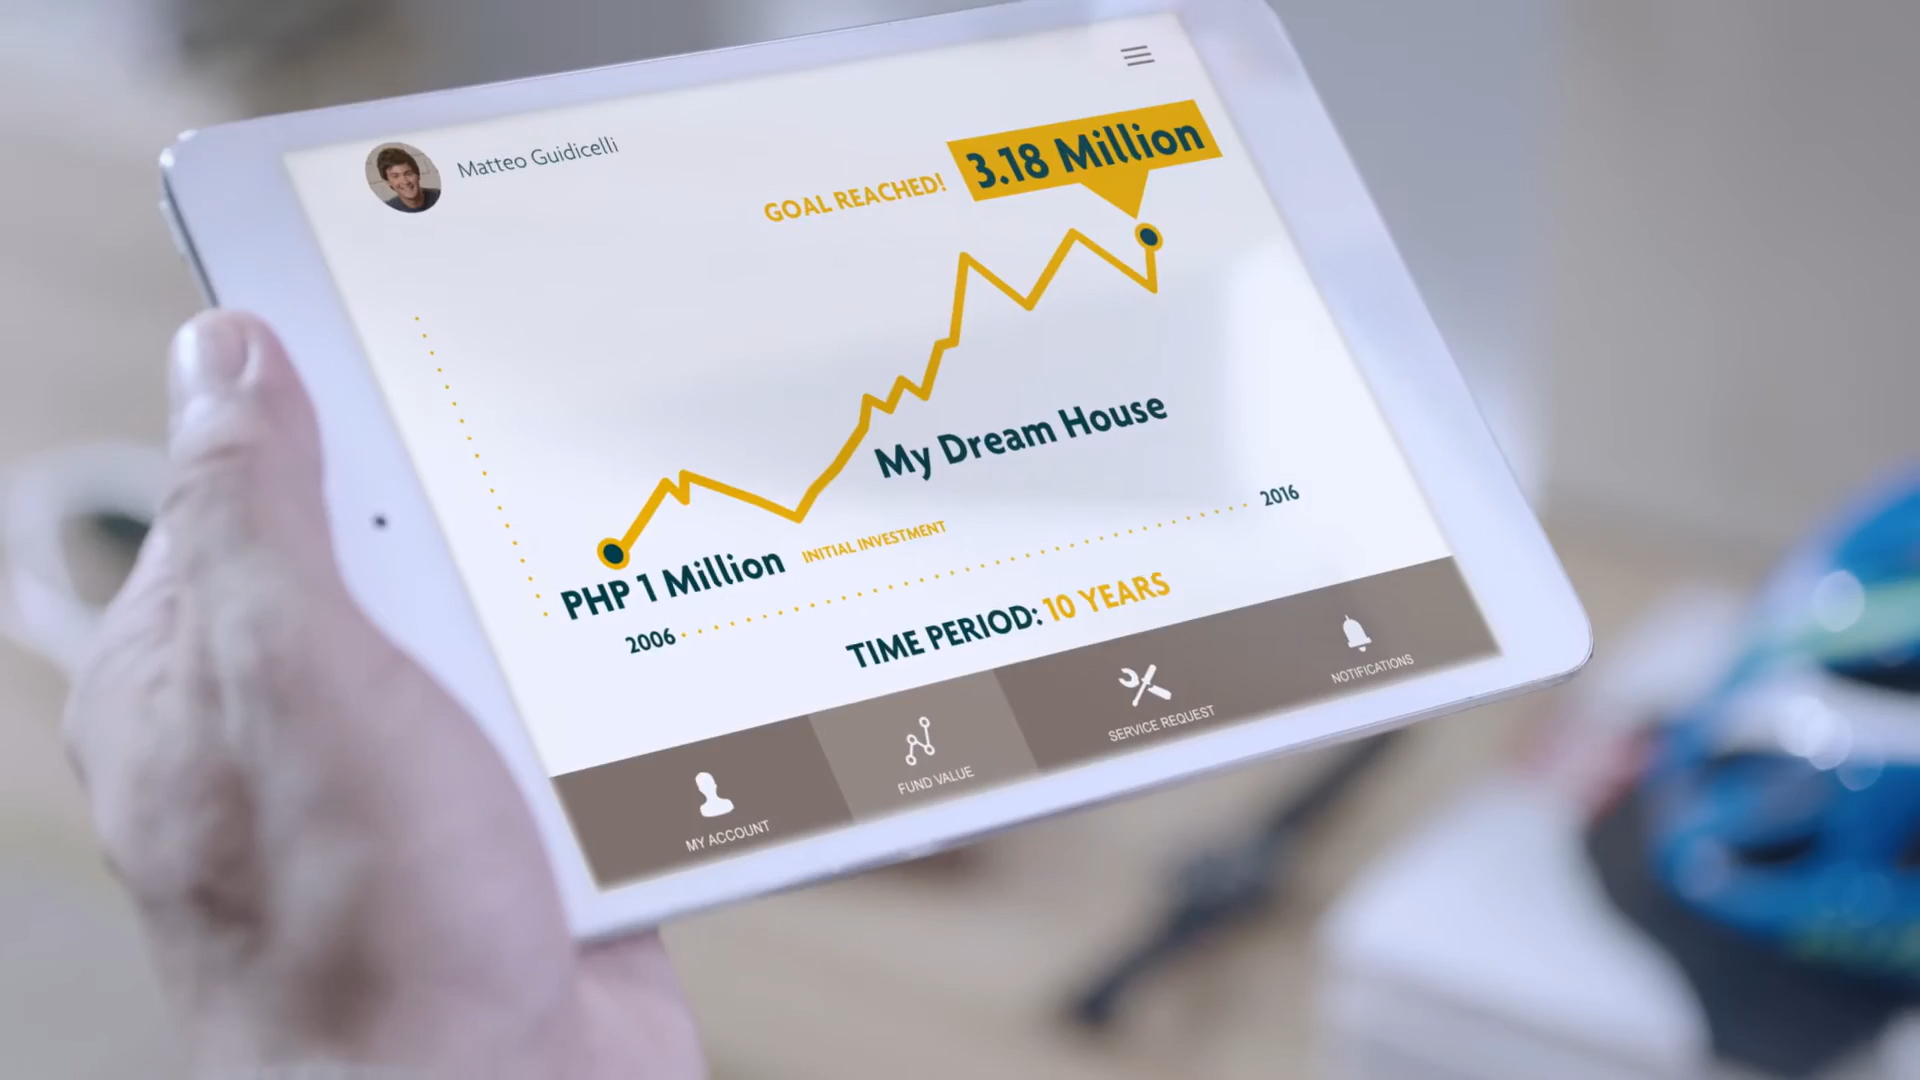 Matteo Guidicelli
GOAL REACHED!
3.18 Million
My Dream House
PHP 1 Million
INITIAL INVESTMENT
2006
2016
TIME PERIOD: 10 YEARS
MY ACCOUNT
FUND VALUE
SERVICE REQUEST
NOTIFICATIONS